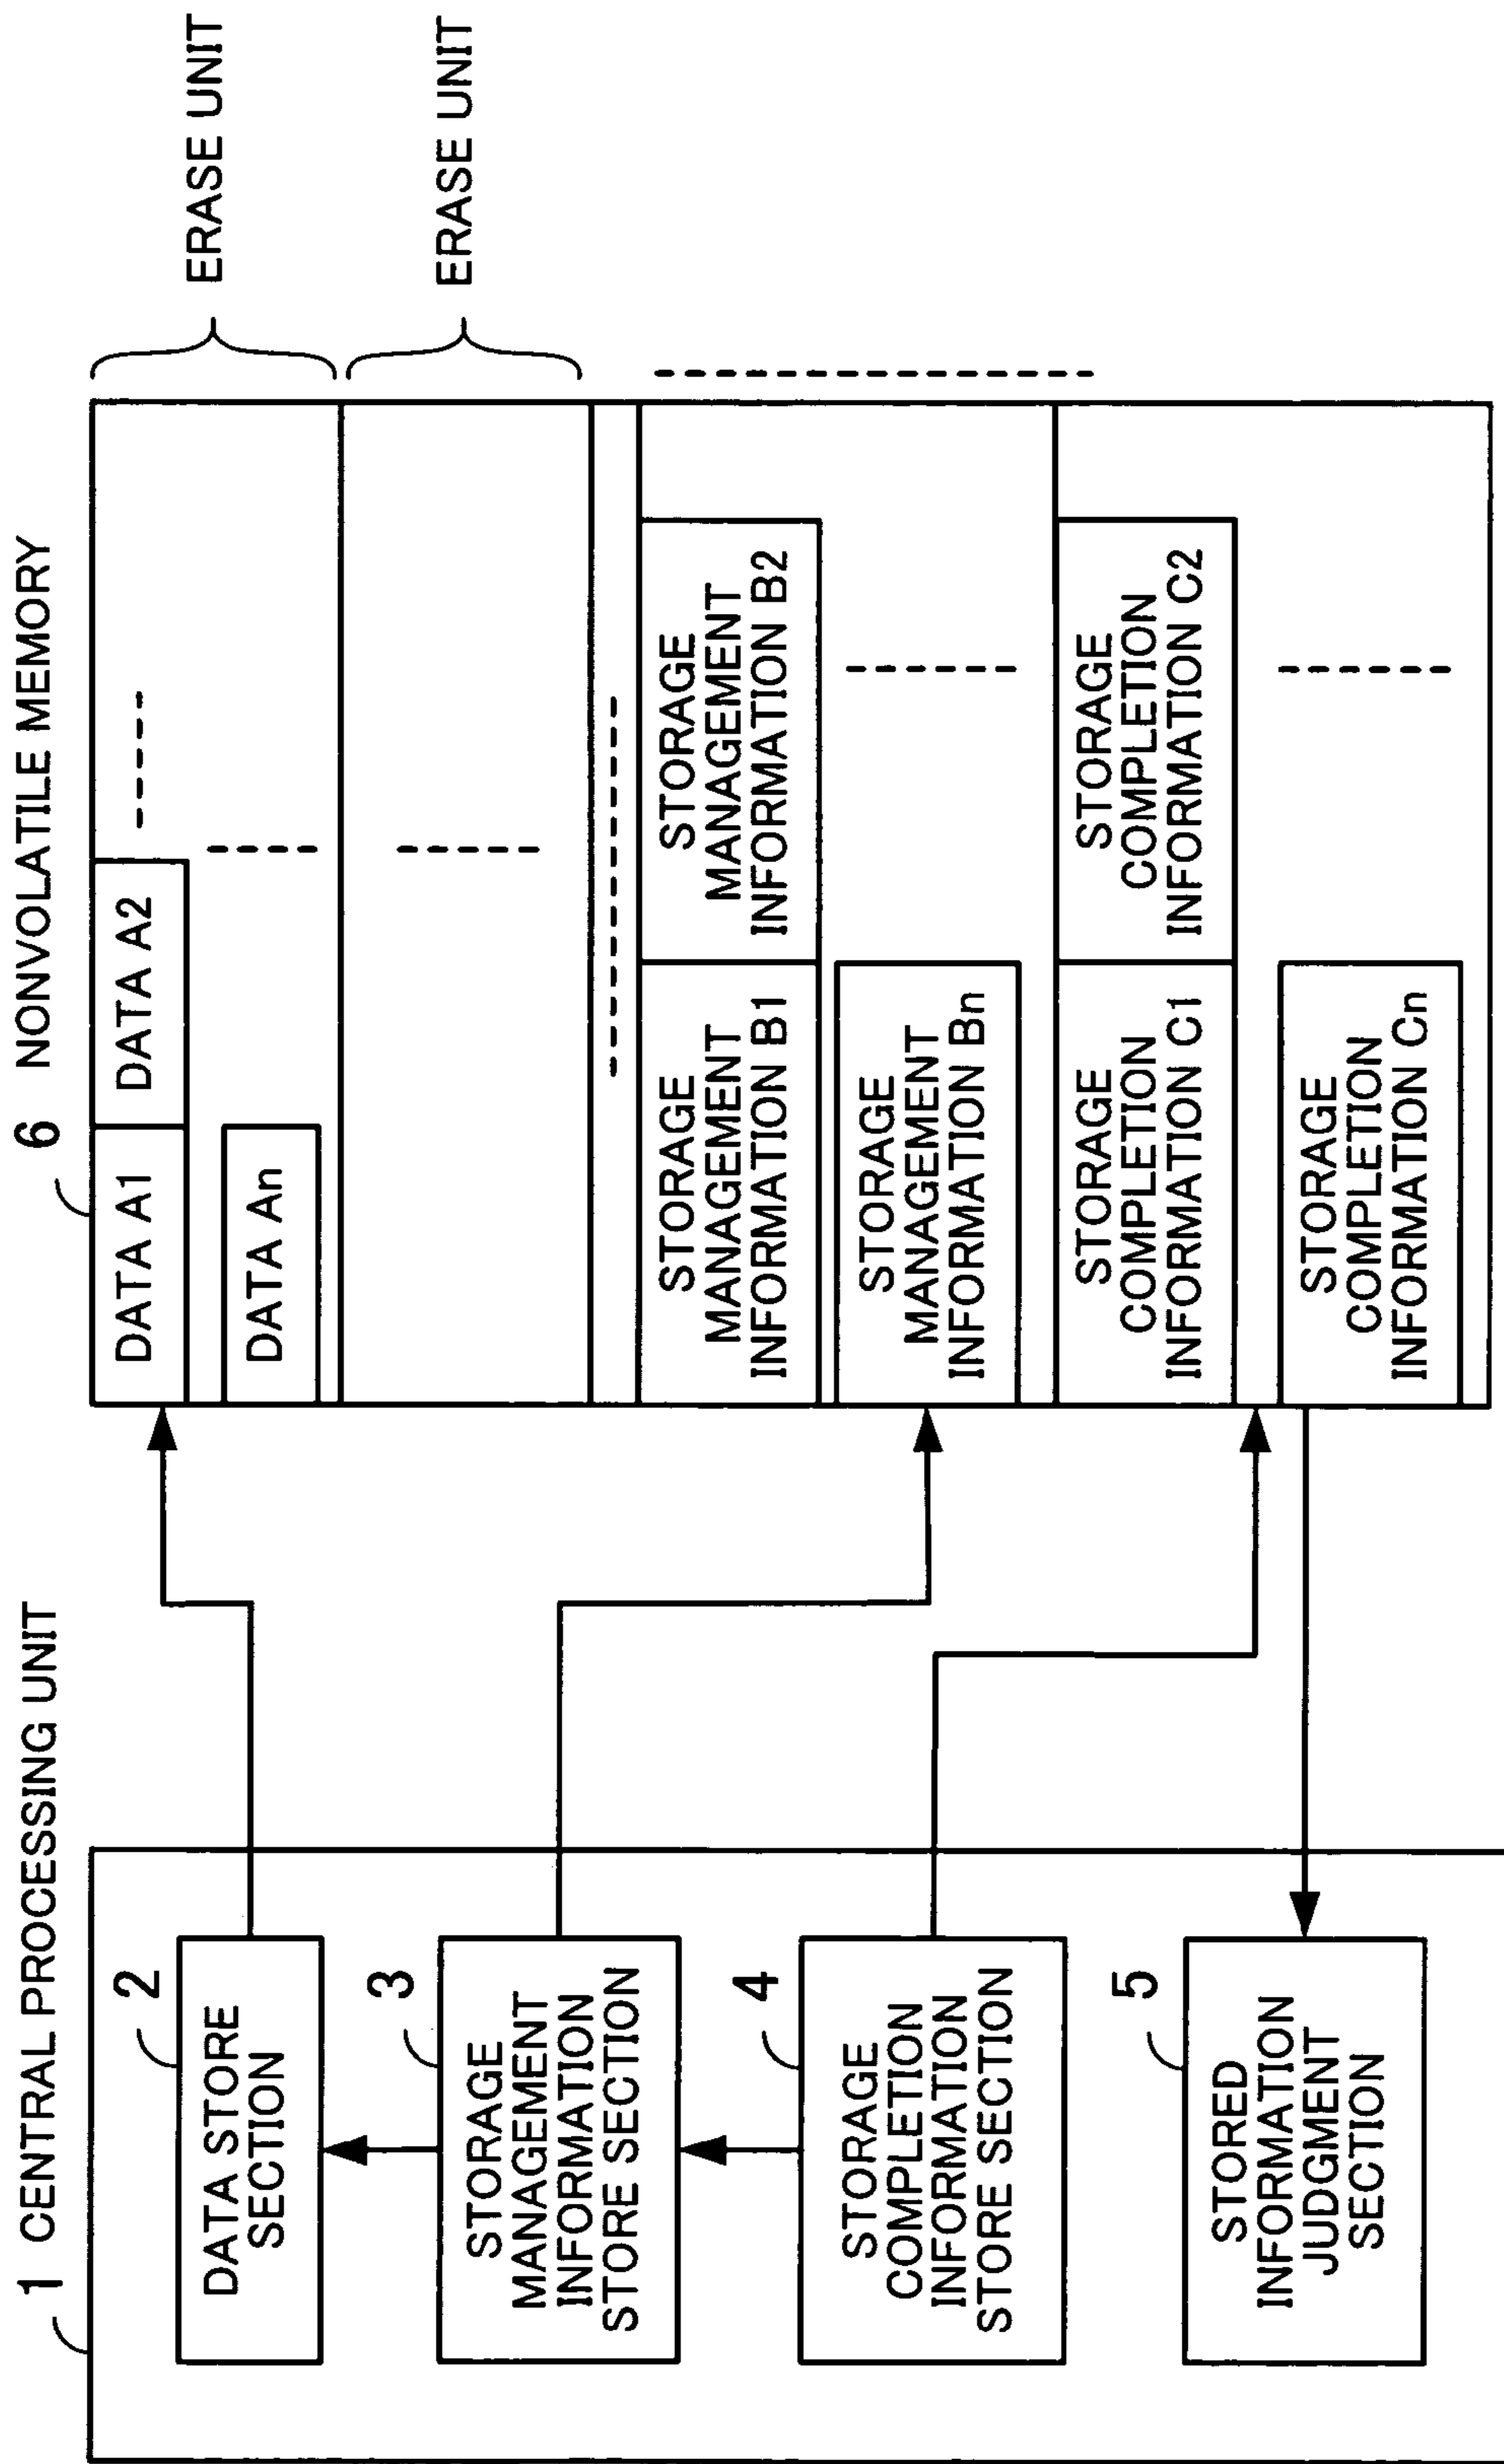 1 CENTRAL PROCESSING UNIT
2
DATA STORE
SECTION
3
STORAGE
MANAGEMENT
INFORMATION
STORE SECTION
4
STORAGE
COMPLETION
INFORMATION
STORE SECTION
5
STORED
INFORMATION
JUDGMENT
SECTION
6 NONVOLATILE MEMORY
DATA A1
DATA A2
DATA An
ERASE UNIT
ERASE UNIT
STORAGE
MANAGEMENT
INFORMATION B1
STORAGE
MANAGEMENT
INFORMATION B2
STORAGE
MANAGEMENT
INFORMATION Bn
STORAGE
COMPLETION
INFORMATION C1
STORAGE
COMPLETION
INFORMATION C2
STORAGE
COMPLETION
INFORMATION Cn